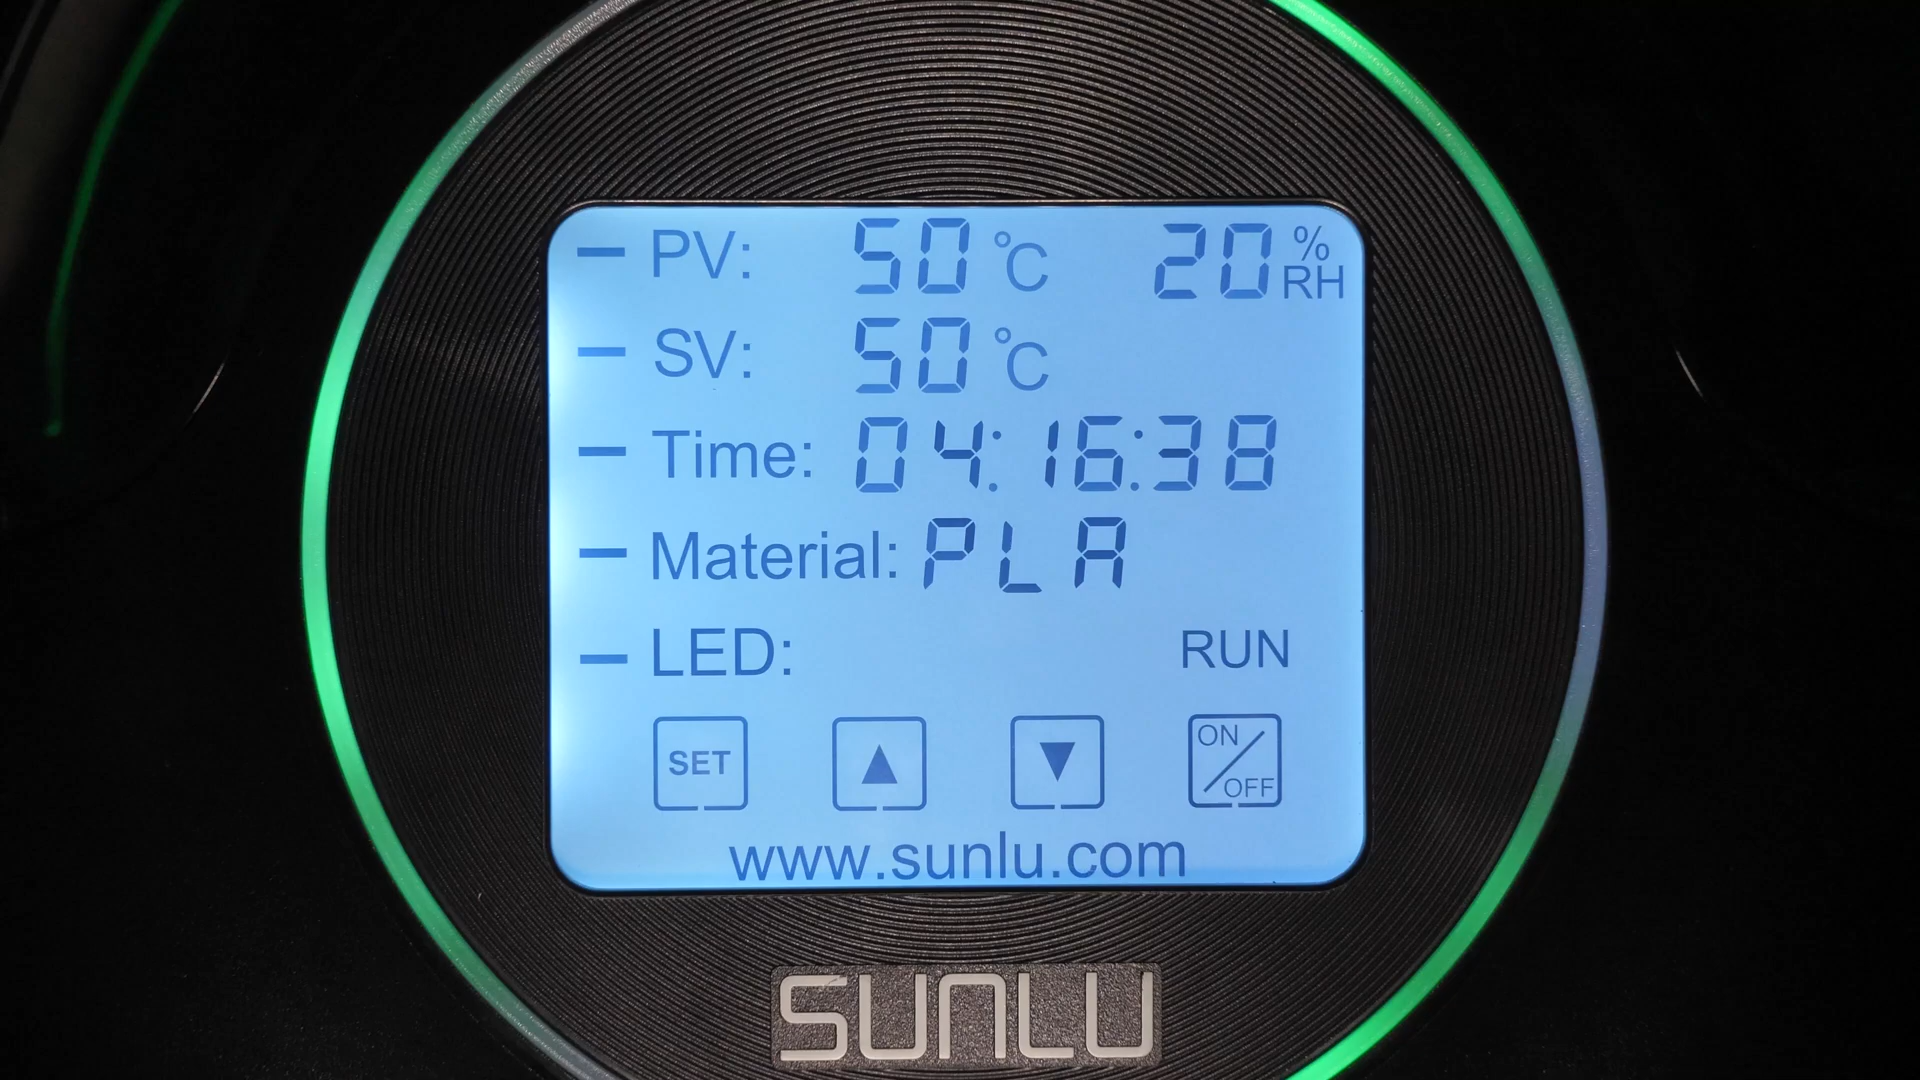 PV: 50 °C 20 % RH
SV: 50 °C
Time: 04:16:38
Material: PLA
LED: RUN
SET ▲ ▼ ON/OFF
www.sunlu.com
SUNLU